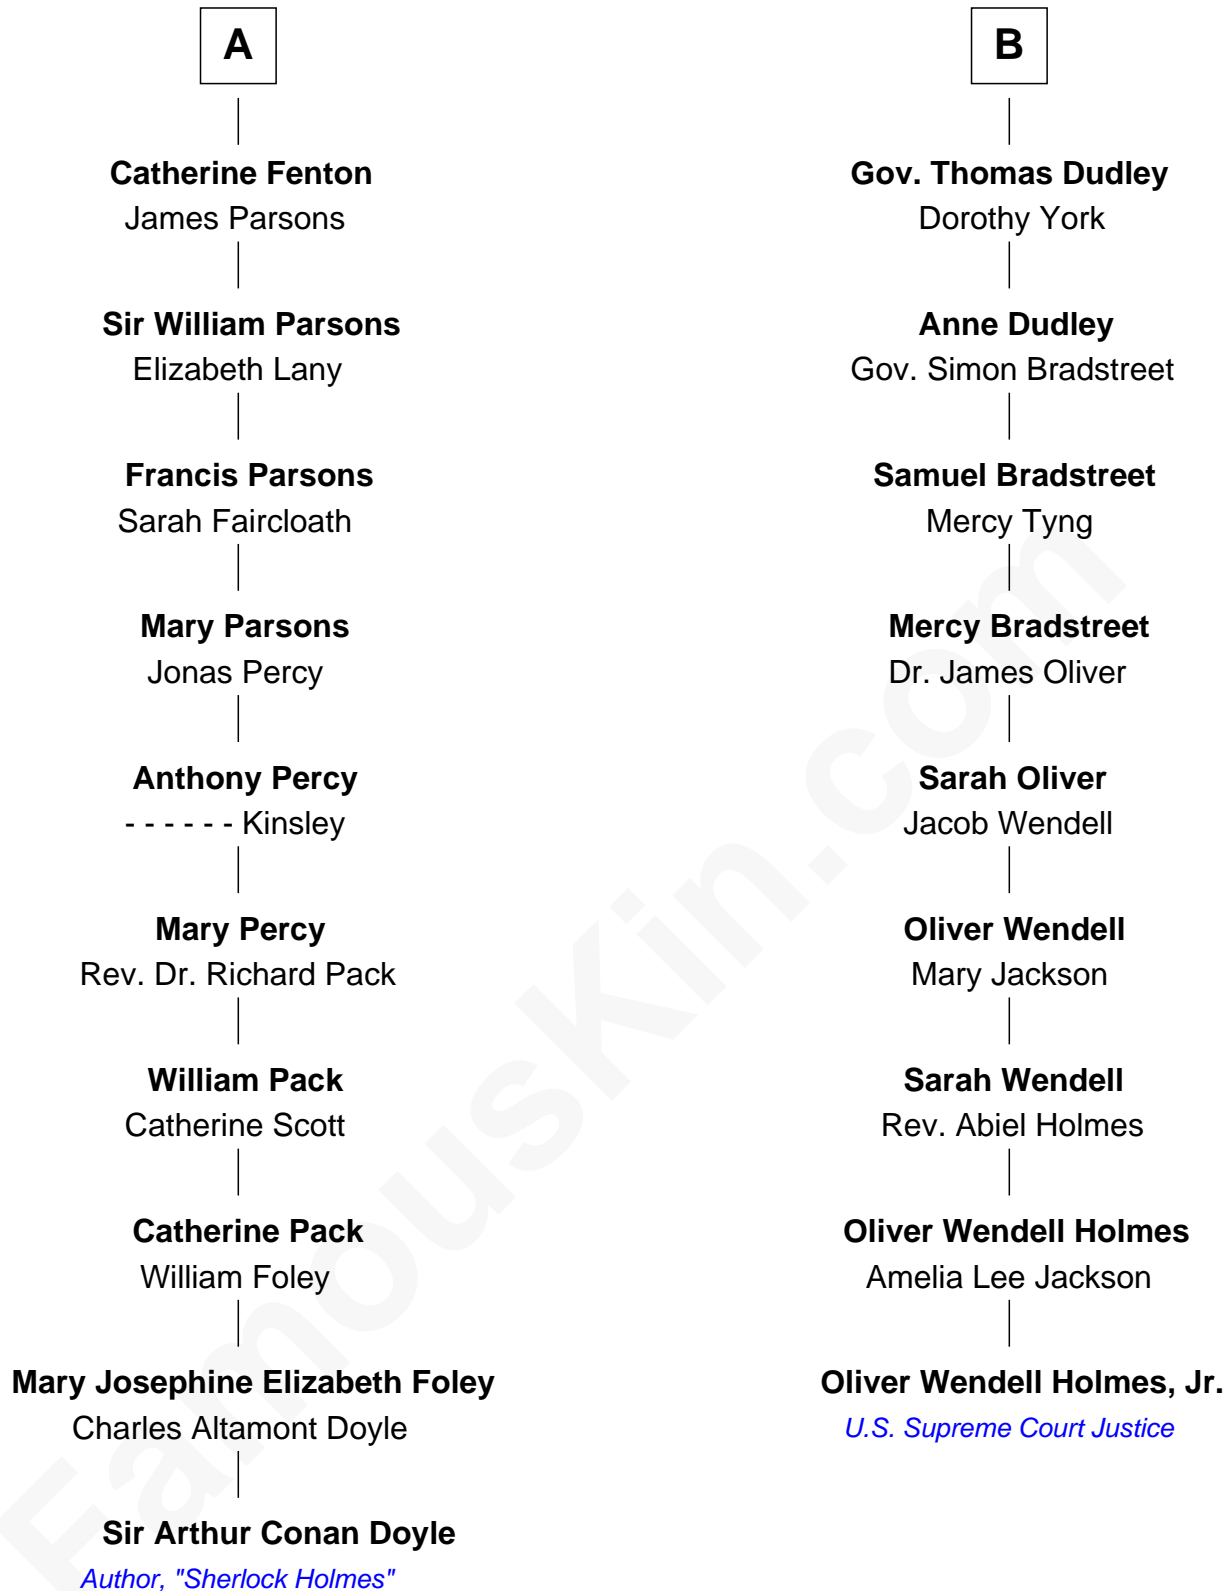 A
Catherine Fenton
James Parsons
Sir William Parsons
Elizabeth Lany
Francis Parsons
Sarah Faircloath
Mary Parsons
Jonas Percy
Anthony Percy
- - - - - - Kinsley
Mary Percy
Rev. Dr. Richard Pack
William Pack
Catherine Scott
Catherine Pack
William Foley
Mary Josephine Elizabeth Foley
Charles Altamont Doyle
Sir Arthur Conan Doyle
Author, "Sherlock Holmes"
B
Gov. Thomas Dudley
Dorothy York
Anne Dudley
Gov. Simon Bradstreet
Samuel Bradstreet
Mercy Tyng
Mercy Bradstreet
Dr. James Oliver
Sarah Oliver
Jacob Wendell
Oliver Wendell
Mary Jackson
Sarah Wendell
Rev. Abiel Holmes
Oliver Wendell Holmes
Amelia Lee Jackson
Oliver Wendell Holmes, Jr.
U.S. Supreme Court Justice
FamousKin.com